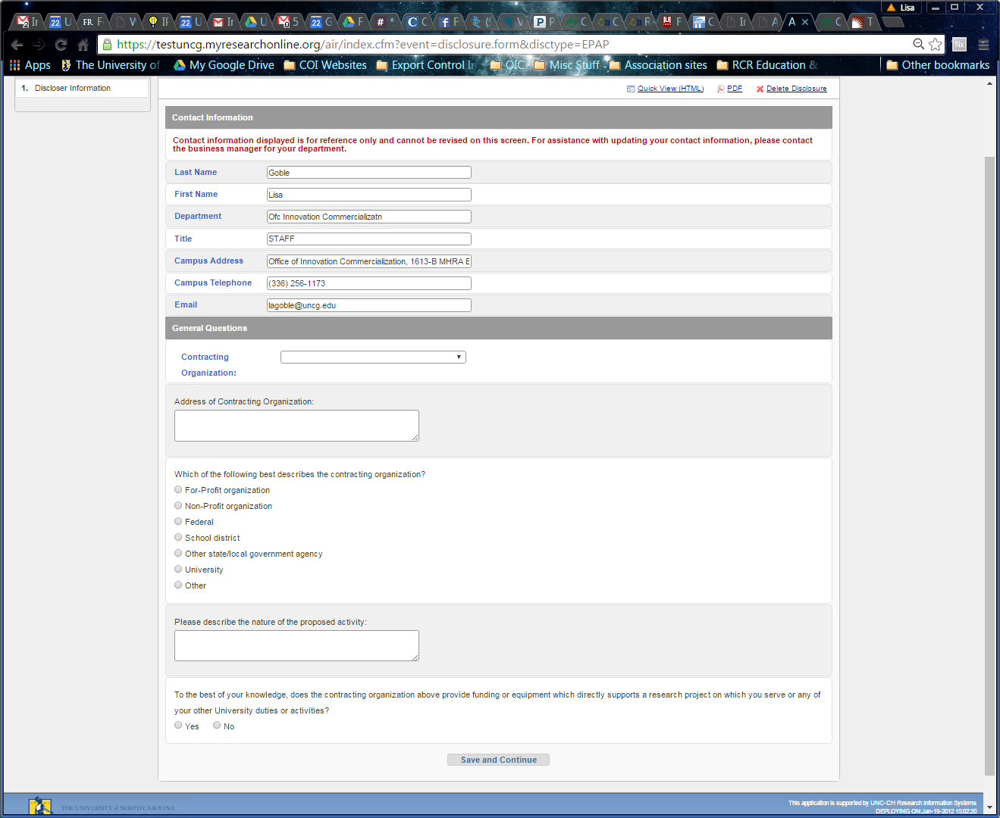 Lisa
https://testuncg.myresearchonline.org/air/index.cfm?event=disclosure.form&disctype=EPAP
Apps The University of My Google Drive COI Websites Export Control OIC Misc Stuff Association sites RCR Education & Other bookmarks
1. Discloser Information
Quick View (HTML) PDF Delete Disclosure
Contact Information
Contact information displayed is for reference only and cannot be revised on this screen. For assistance with updating your contact information, please contact
the business manager for your department.
Last Name Goble
First Name Lisa
Department Ofc Innovation Commercializatn
Title STAFF
Campus Address Office of Innovation Commercialization, 1613-B MHRA
Campus Telephone (336) 256-1173
Email lagoble@uncg.edu
General Questions
Contracting
Organization:
Address of Contracting Organization:
Which of the following best describes the contracting organization?
For-Profit organization
Non-Profit organization
Federal
School district
Other state/local government agency
University
Other
Please describe the nature of the proposed activity:
To the best of your knowledge, does the contracting organization above provide funding or equipment which directly supports a research project on which you serve or any of
your other University duties or activities?
Yes No
Save and Continue
THE UNIVERSITY of NORTH CAROLINA
This application is supported by UNC-CH Research Information Systems
DEPLOYING ON:Jan-19-2012 15:02:20